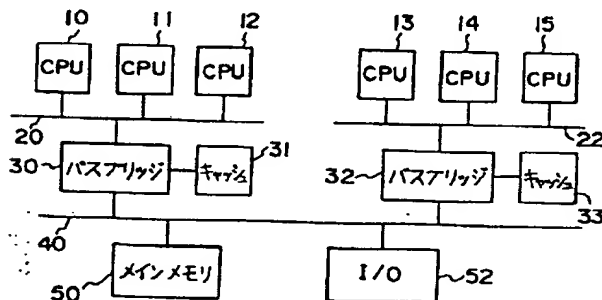 10 11 12 13 14 15
CPU CPU CPU CPU CPU CPU
20 22
30 バスブリッジ キャッシュ 31 32 バスブリッジ キャッシュ 33
40
50 メインメモリ I/O 52